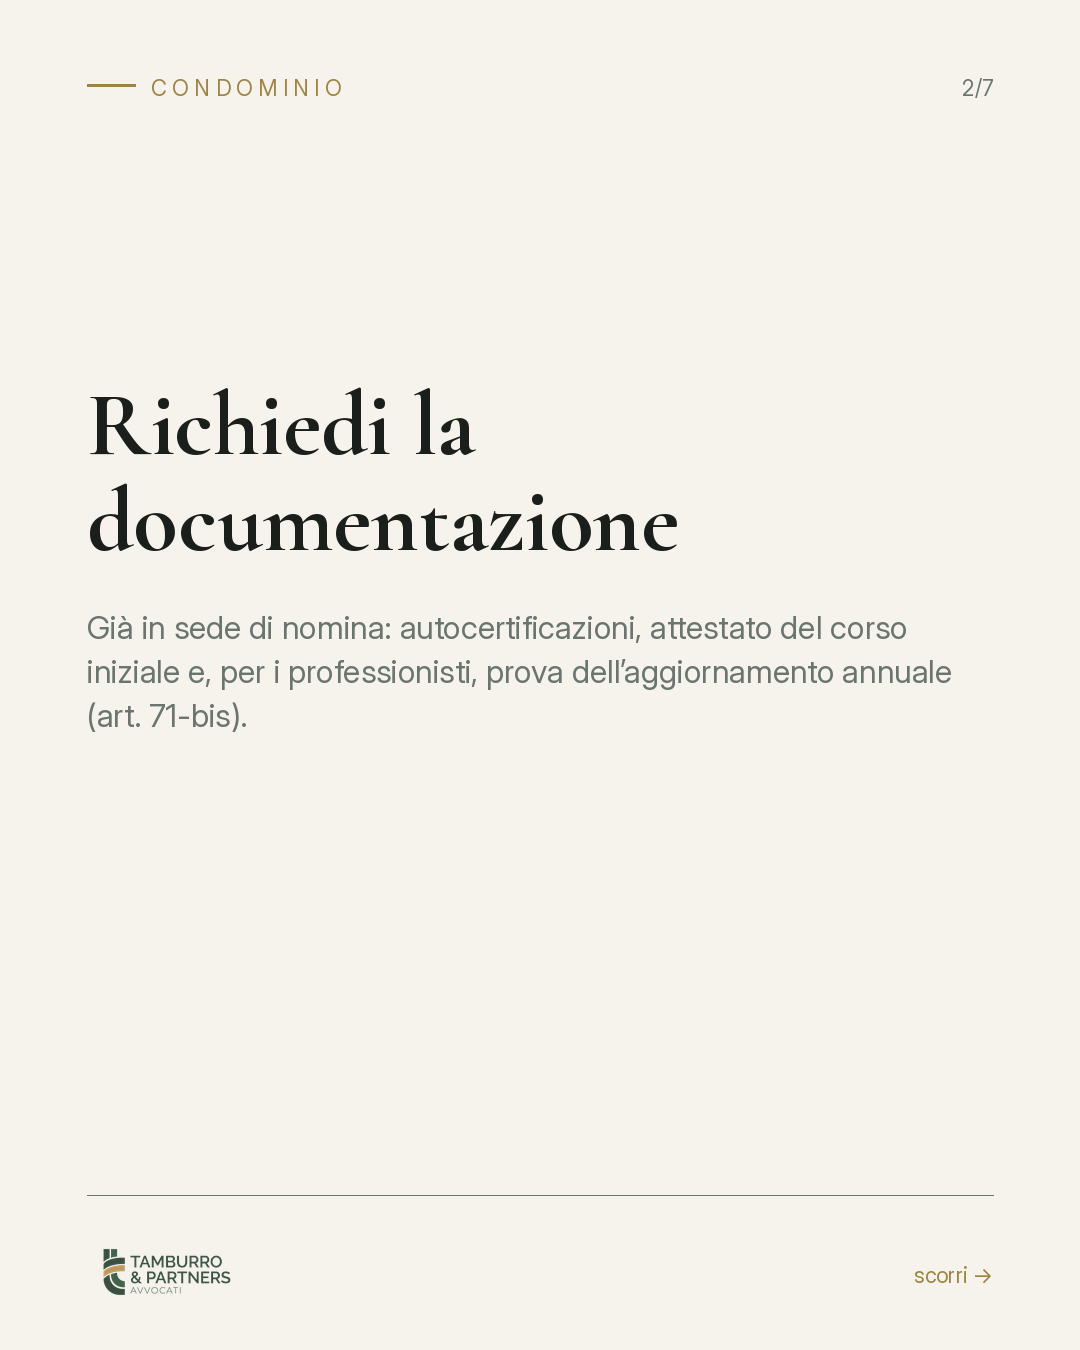 CONDOMINIO
2/7
Richiedi la
documentazione
Già in sede di nomina: autocertificazioni, attestato del corso
iniziale e, per i professionisti, prova dell’aggiornamento annuale
(art. 71-bis).
TAMBURRO
& PARTNERS
AVVOCATI
scorri →